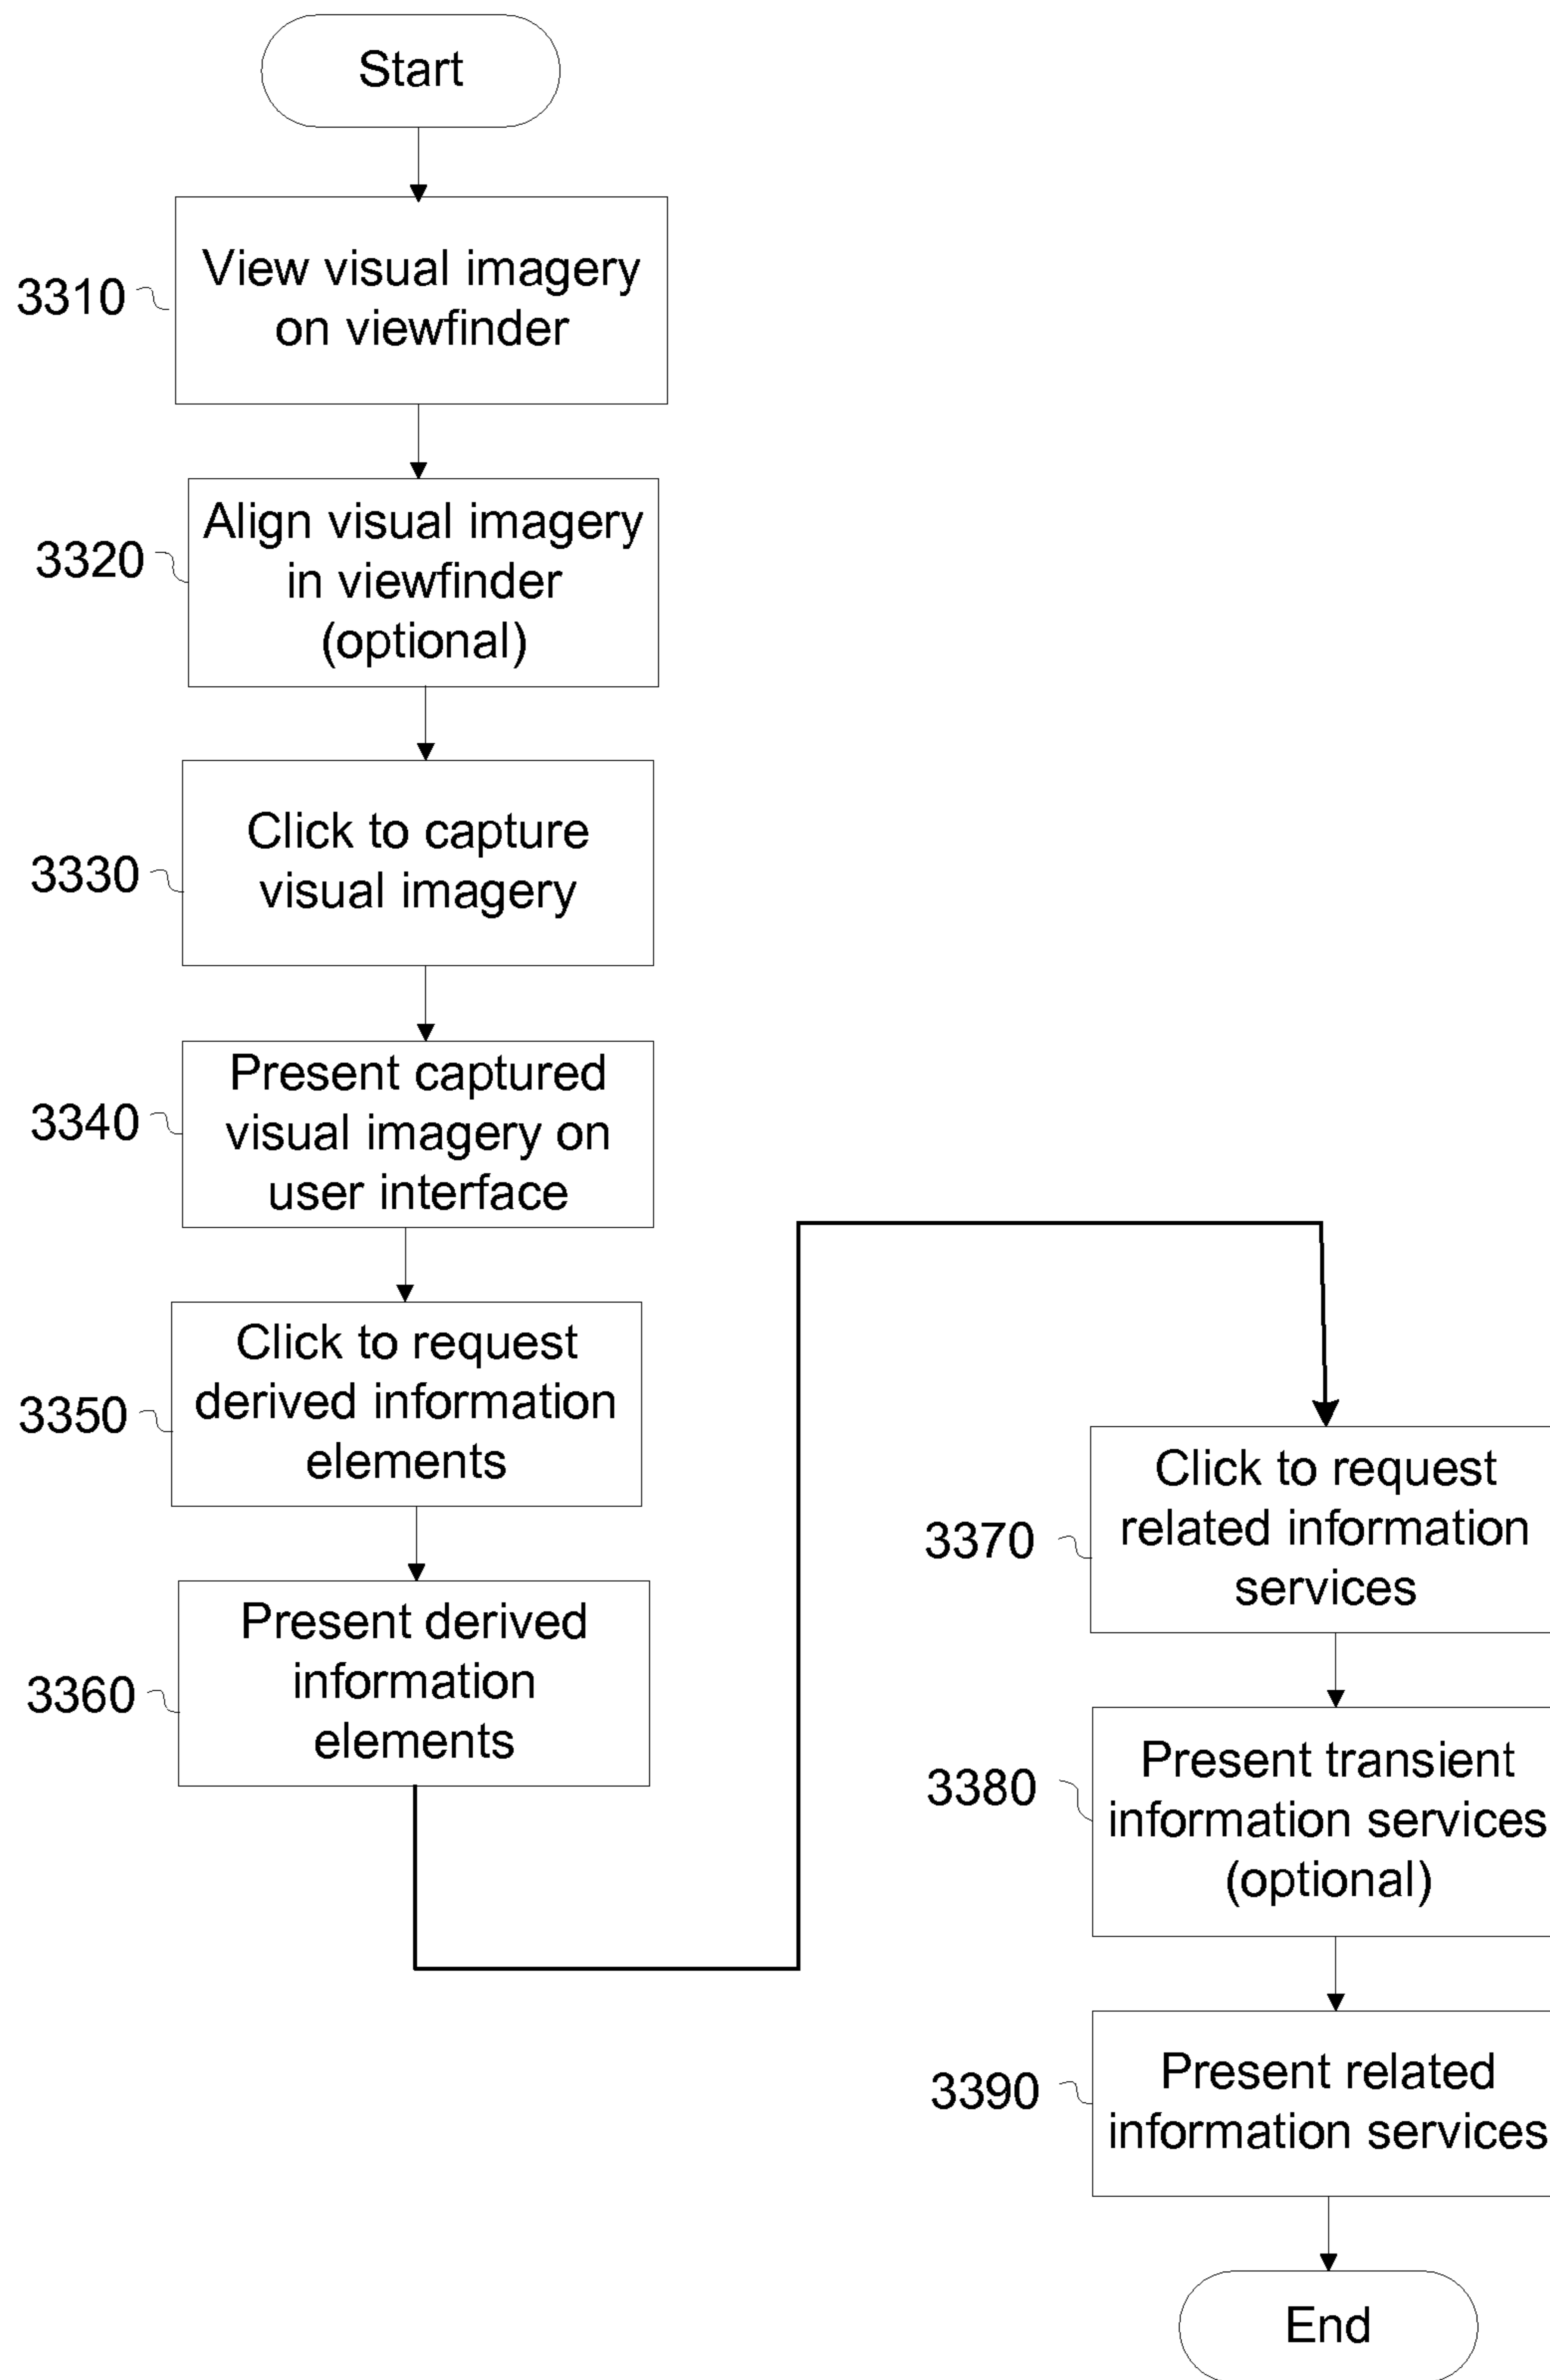 Start
3310
View visual imagery
on viewfinder
3320
Align visual imagery
in viewfinder
(optional)
3330
Click to capture
visual imagery
3340
Present captured
visual imagery on
user interface
3350
Click to request
derived information
elements
3360
Present derived
information
elements
3370
Click to request
related information
services
3380
Present transient
information services
(optional)
3390
Present related
information services
End